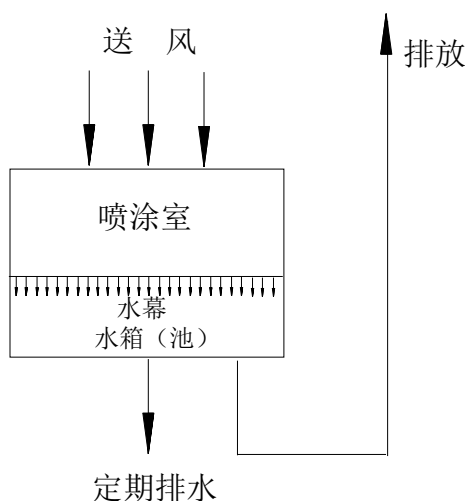 送 风
排放
喷涂室
水幕
水箱（池）
定期排水